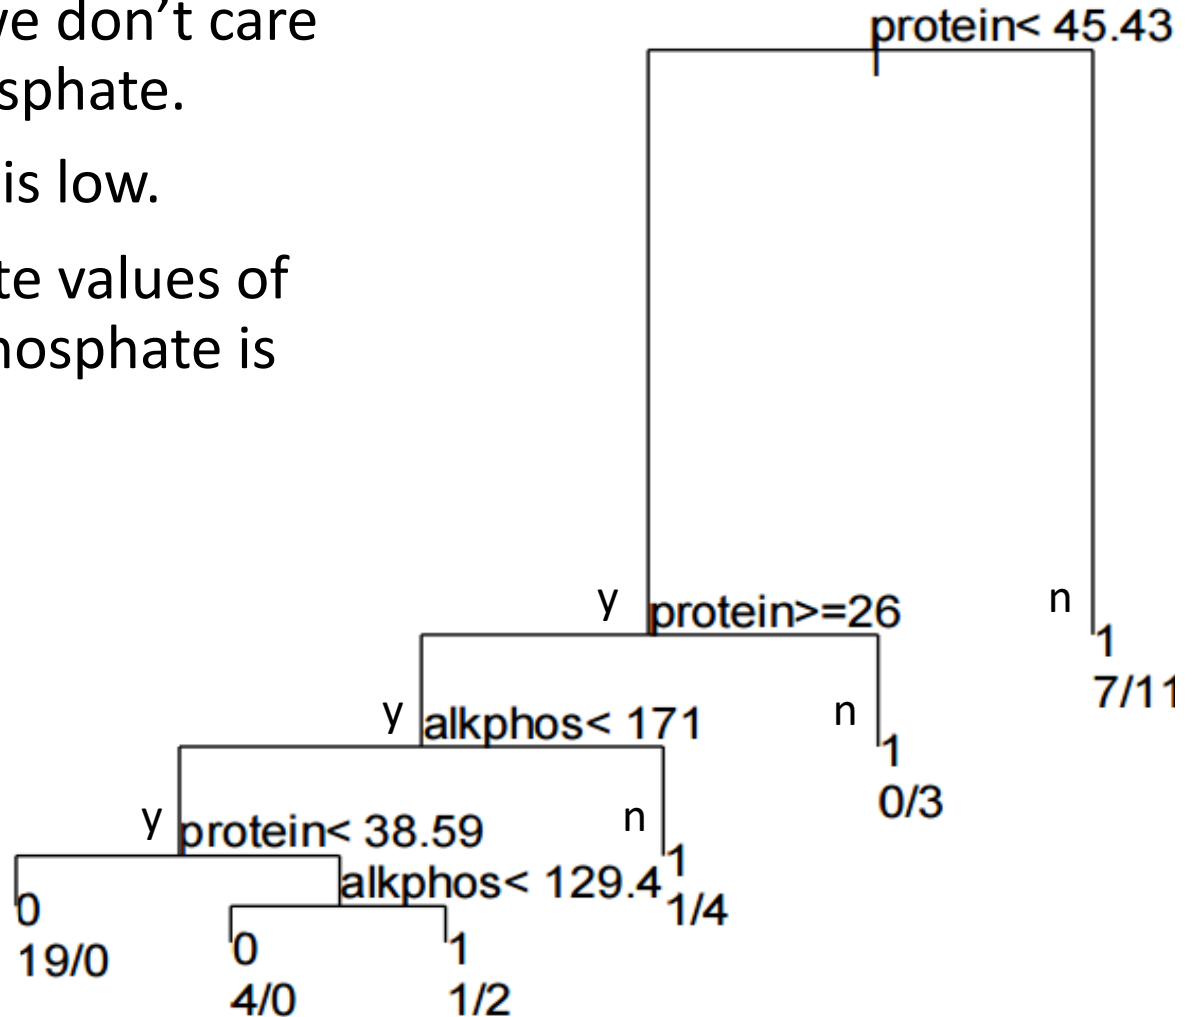 ve don't care
sphate.
is low.
te values of
hosphate is
protein< 45.43
y
protein>=26
n
1
7/11
y
alkphos< 171
n
1
0/3
y
protein< 38.59
n
1
1/4
0
19/0
alkphos< 129.4
0
4/0
1
1/2